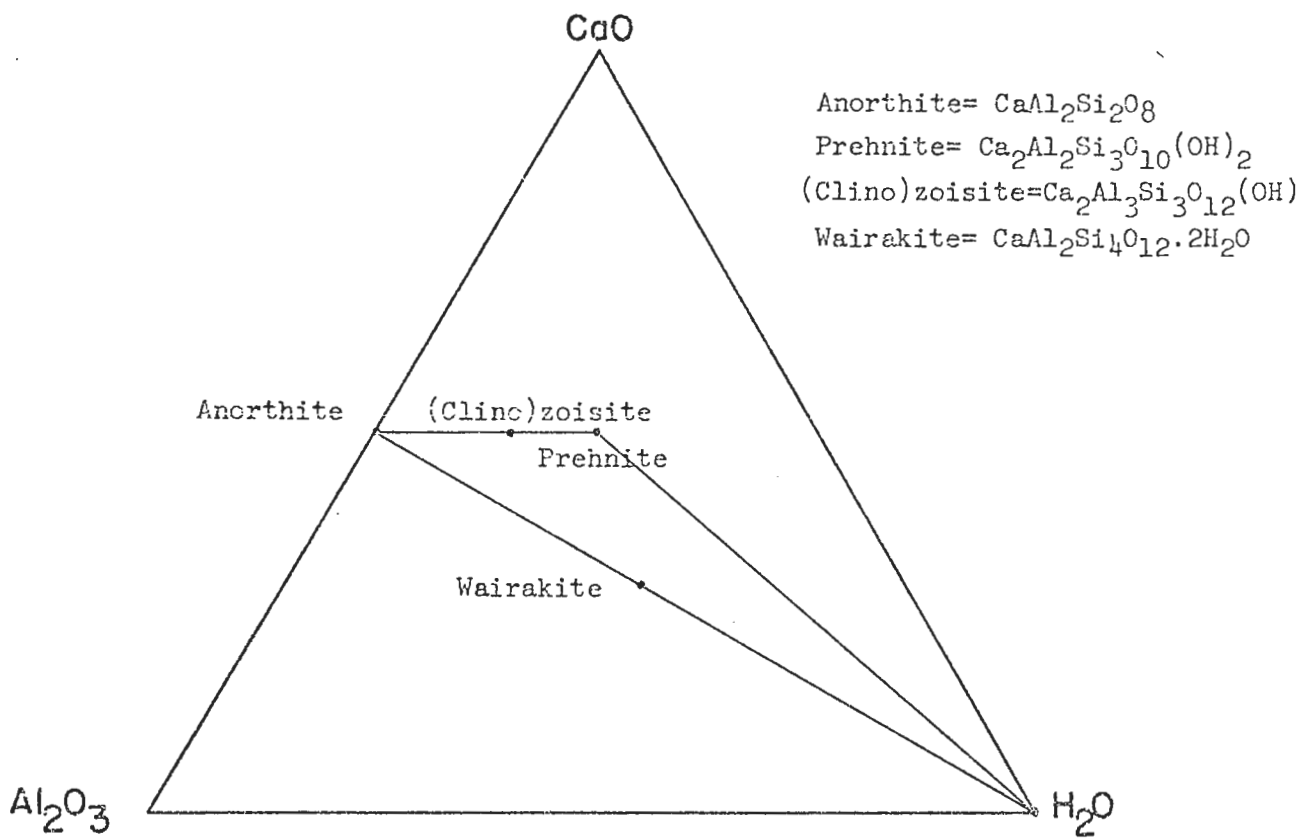 CaO
Anorthite= CaAl2Si2O8
Prehnite= Ca2Al2Si3O10(OH)2
(Clino)zoisite=Ca2Al3Si3O12(OH)
Wairakite= CaAl2Si4O12.2H2O
Anorthite
(Clino)zoisite
Prehnite
Wairakite
Al2O3
H2O